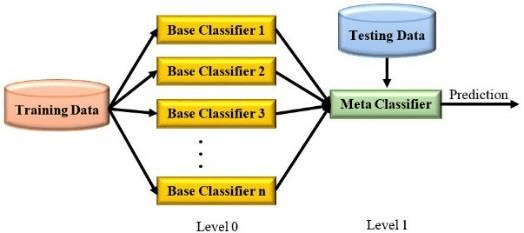 Base Classifier 1
Testing Data
Base Classifier 2
Training Data
Base Classifier 3
Meta Classifier
Prediction
Base Classifier n
Level 0
Level 1